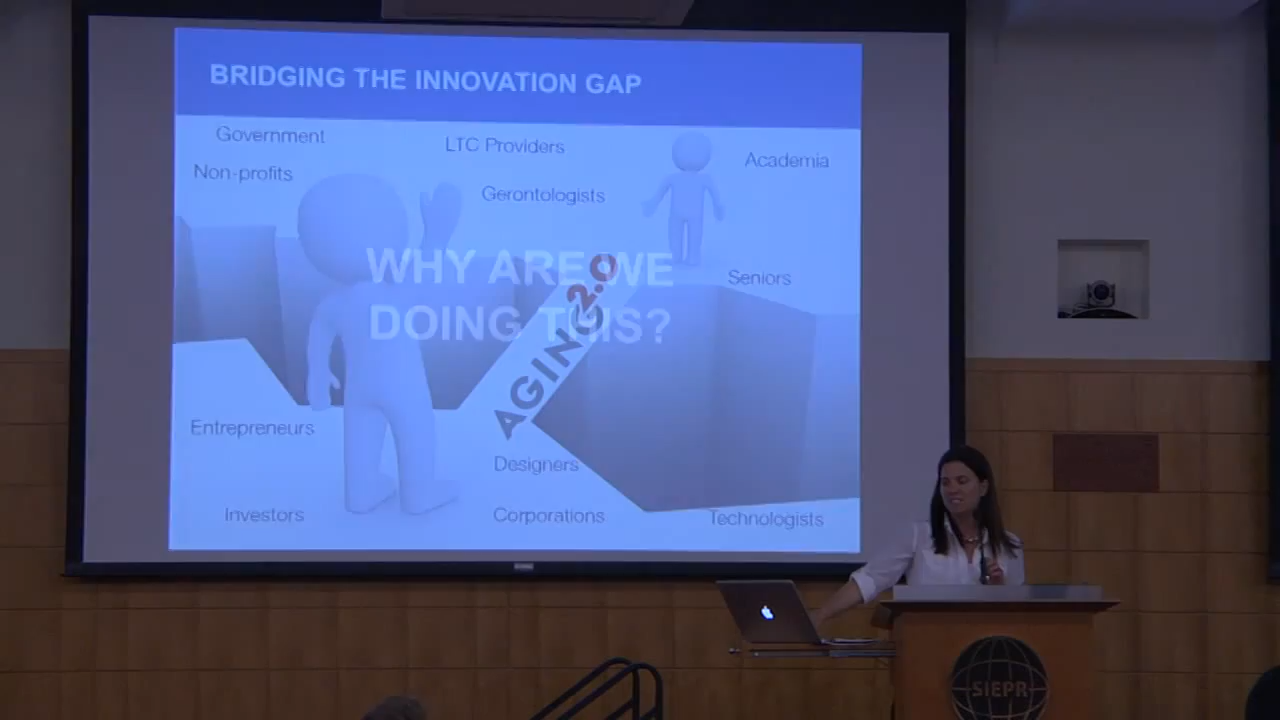 BRIDGING THE INNOVATION GAP
Government
LTC Providers
Academia
Non-profits
Gerontologists
WHY ARE WE
DOING THIS?
Seniors
AGING2.0
Entrepreneurs
Designers
Investors
Corporations
Technologists
SIEPR